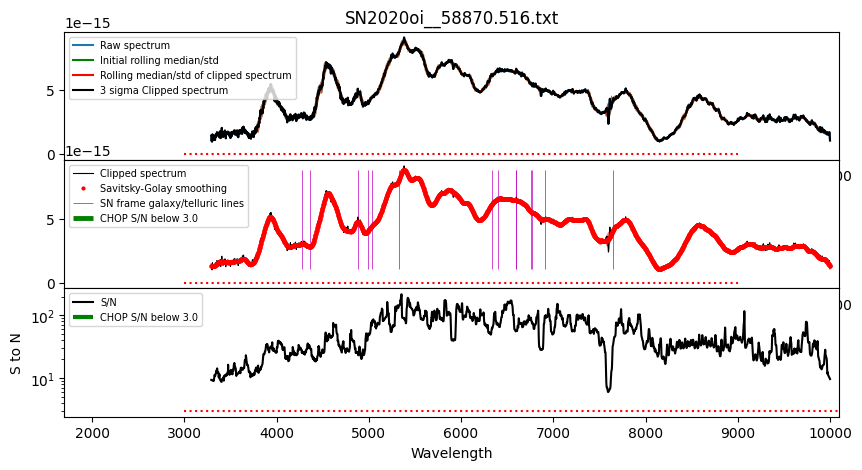 SN2020oi__58870.516.txt
1e−15
Raw spectrum
Initial rolling median/std
Rolling median/std of clipped spectrum
3 sigma Clipped spectrum
5
0
1e−15
Clipped spectrum
Savitsky-Golay smoothing
SN frame galaxy/telluric lines
CHOP S/N below 3.0
5
0
S/N
CHOP S/N below 3.0
S to N
10²
10¹
2000 3000 4000 5000 6000 7000 8000 9000 10000
Wavelength